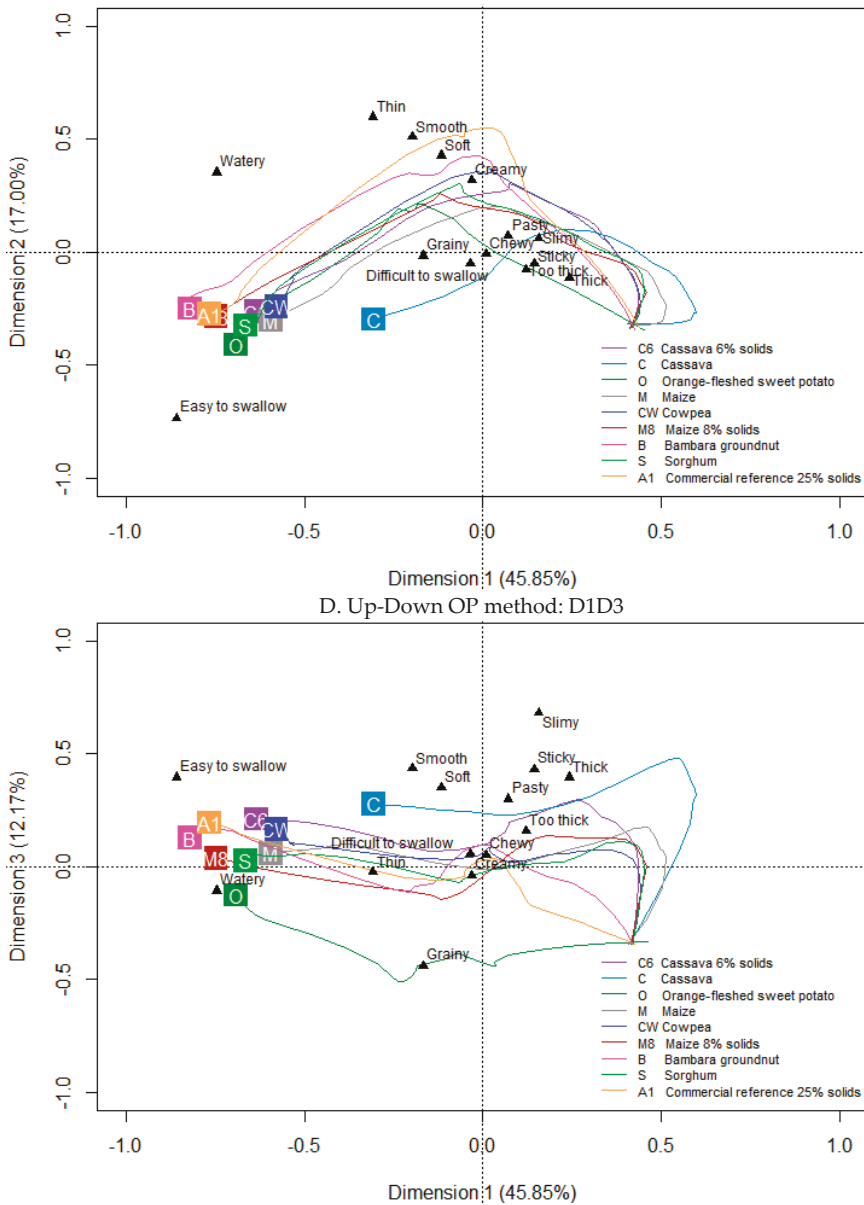 1.0
Thin
Smooth
Soft
0.5
Watery
Creamy
Pasty
Slimy
Chewy
Grainy
0.0
Sticky
Difficult to swallow
Too thick
Thick
B
A1
CW
M
C
S
O
-0.5
Easy to swallow
-1.0
Dimension 2 (17.00%)
C6 Cassava 6% solids
C Cassava
O Orange-fleshed sweet potato
M Maize
CW Cowpea
M8 Maize 8% solids
B Bambara groundnut
S Sorghum
A1 Commercial reference 25% solids
-1.0 -0.5 0.0 0.5 1.0
Dimension 1 (45.85%)
D. Up-Down OP method: D1D3
1.0
Slimy
0.5
Easy to swallow
Smooth
Soft
Sticky
Thick
C
Pasty
A1
C6
CW
Too thick
B
Difficult to swallow
Chewy
M8
S
M
0.0
Thin
Creamy
Watery
O
Grainy
-0.5
-1.0
Dimension 3 (12.17%)
C6 Cassava 6% solids
C Cassava
O Orange-fleshed sweet potato
M Maize
CW Cowpea
M8 Maize 8% solids
B Bambara groundnut
S Sorghum
A1 Commercial reference 25% solids
-1.0 -0.5 0.0 0.5 1.0
Dimension 1 (45.85%)